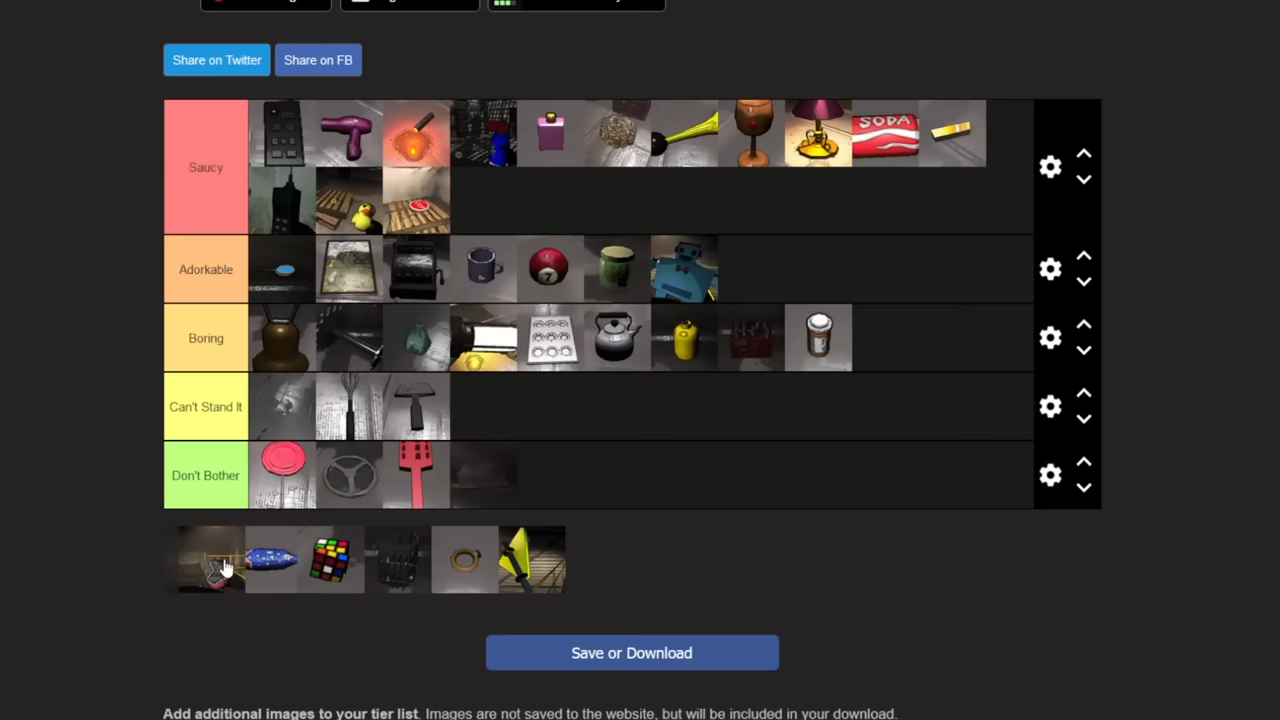 Share on Twitter
Share on FB
Saucy
SODA
Adorkable
7
Boring
Can't Stand It
Don't Bother
Save or Download
Add additional images to your tier list. Images are not saved to the website, but will be included in your download.